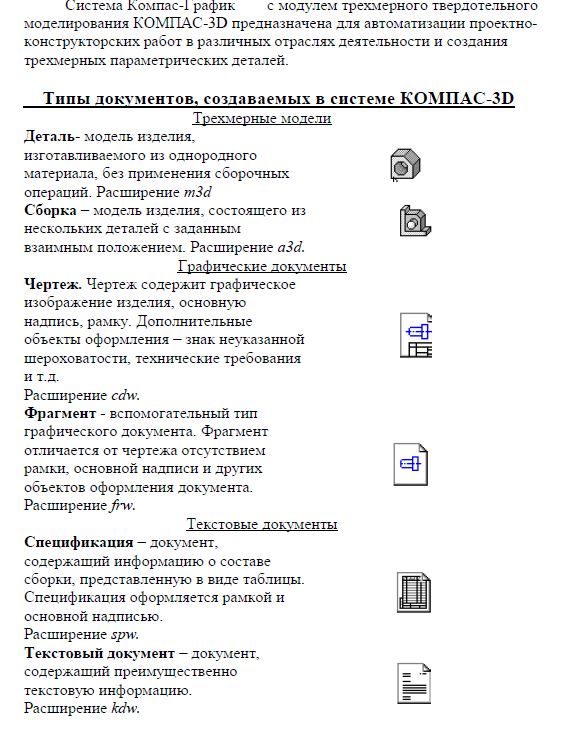 Система Компас-График с модулем трехмерного твердотельного
моделирования КОМПАС-3D предназначена для автоматизации проектно-
конструкторских работ в различных отраслях деятельности и создания
трехмерных параметрических деталей.
Типы документов, создаваемых в системе КОМПАС-3D
Трехмерные модели
Деталь- модель изделия,
изготавливаемого из однородного
материала, без применения сборочных
операций. Расширение m3d
Сборка – модель изделия, состоящего из
нескольких деталей с заданным
взаимным положением. Расширение a3d.
Графические документы
Чертеж. Чертеж содержит графическое
изображение изделия, основную
надпись, рамку. Дополнительные
объекты оформления – знак неуказанной
шероховатости, технические требования
и т.д.
Расширение cdw.
Фрагмент - вспомогательный тип
графического документа. Фрагмент
отличается от чертежа отсутствием
рамки, основной надписи и других
объектов оформления документа.
Расширение frw.
Текстовые документы
Спецификация – документ,
содержащий информацию о составе
сборки, представленную в виде таблицы.
Спецификация оформляется рамкой и
основной надписью.
Расширение spw.
Текстовый документ – документ,
содержащий преимущественно
текстовую информацию.
Расширение kdw.